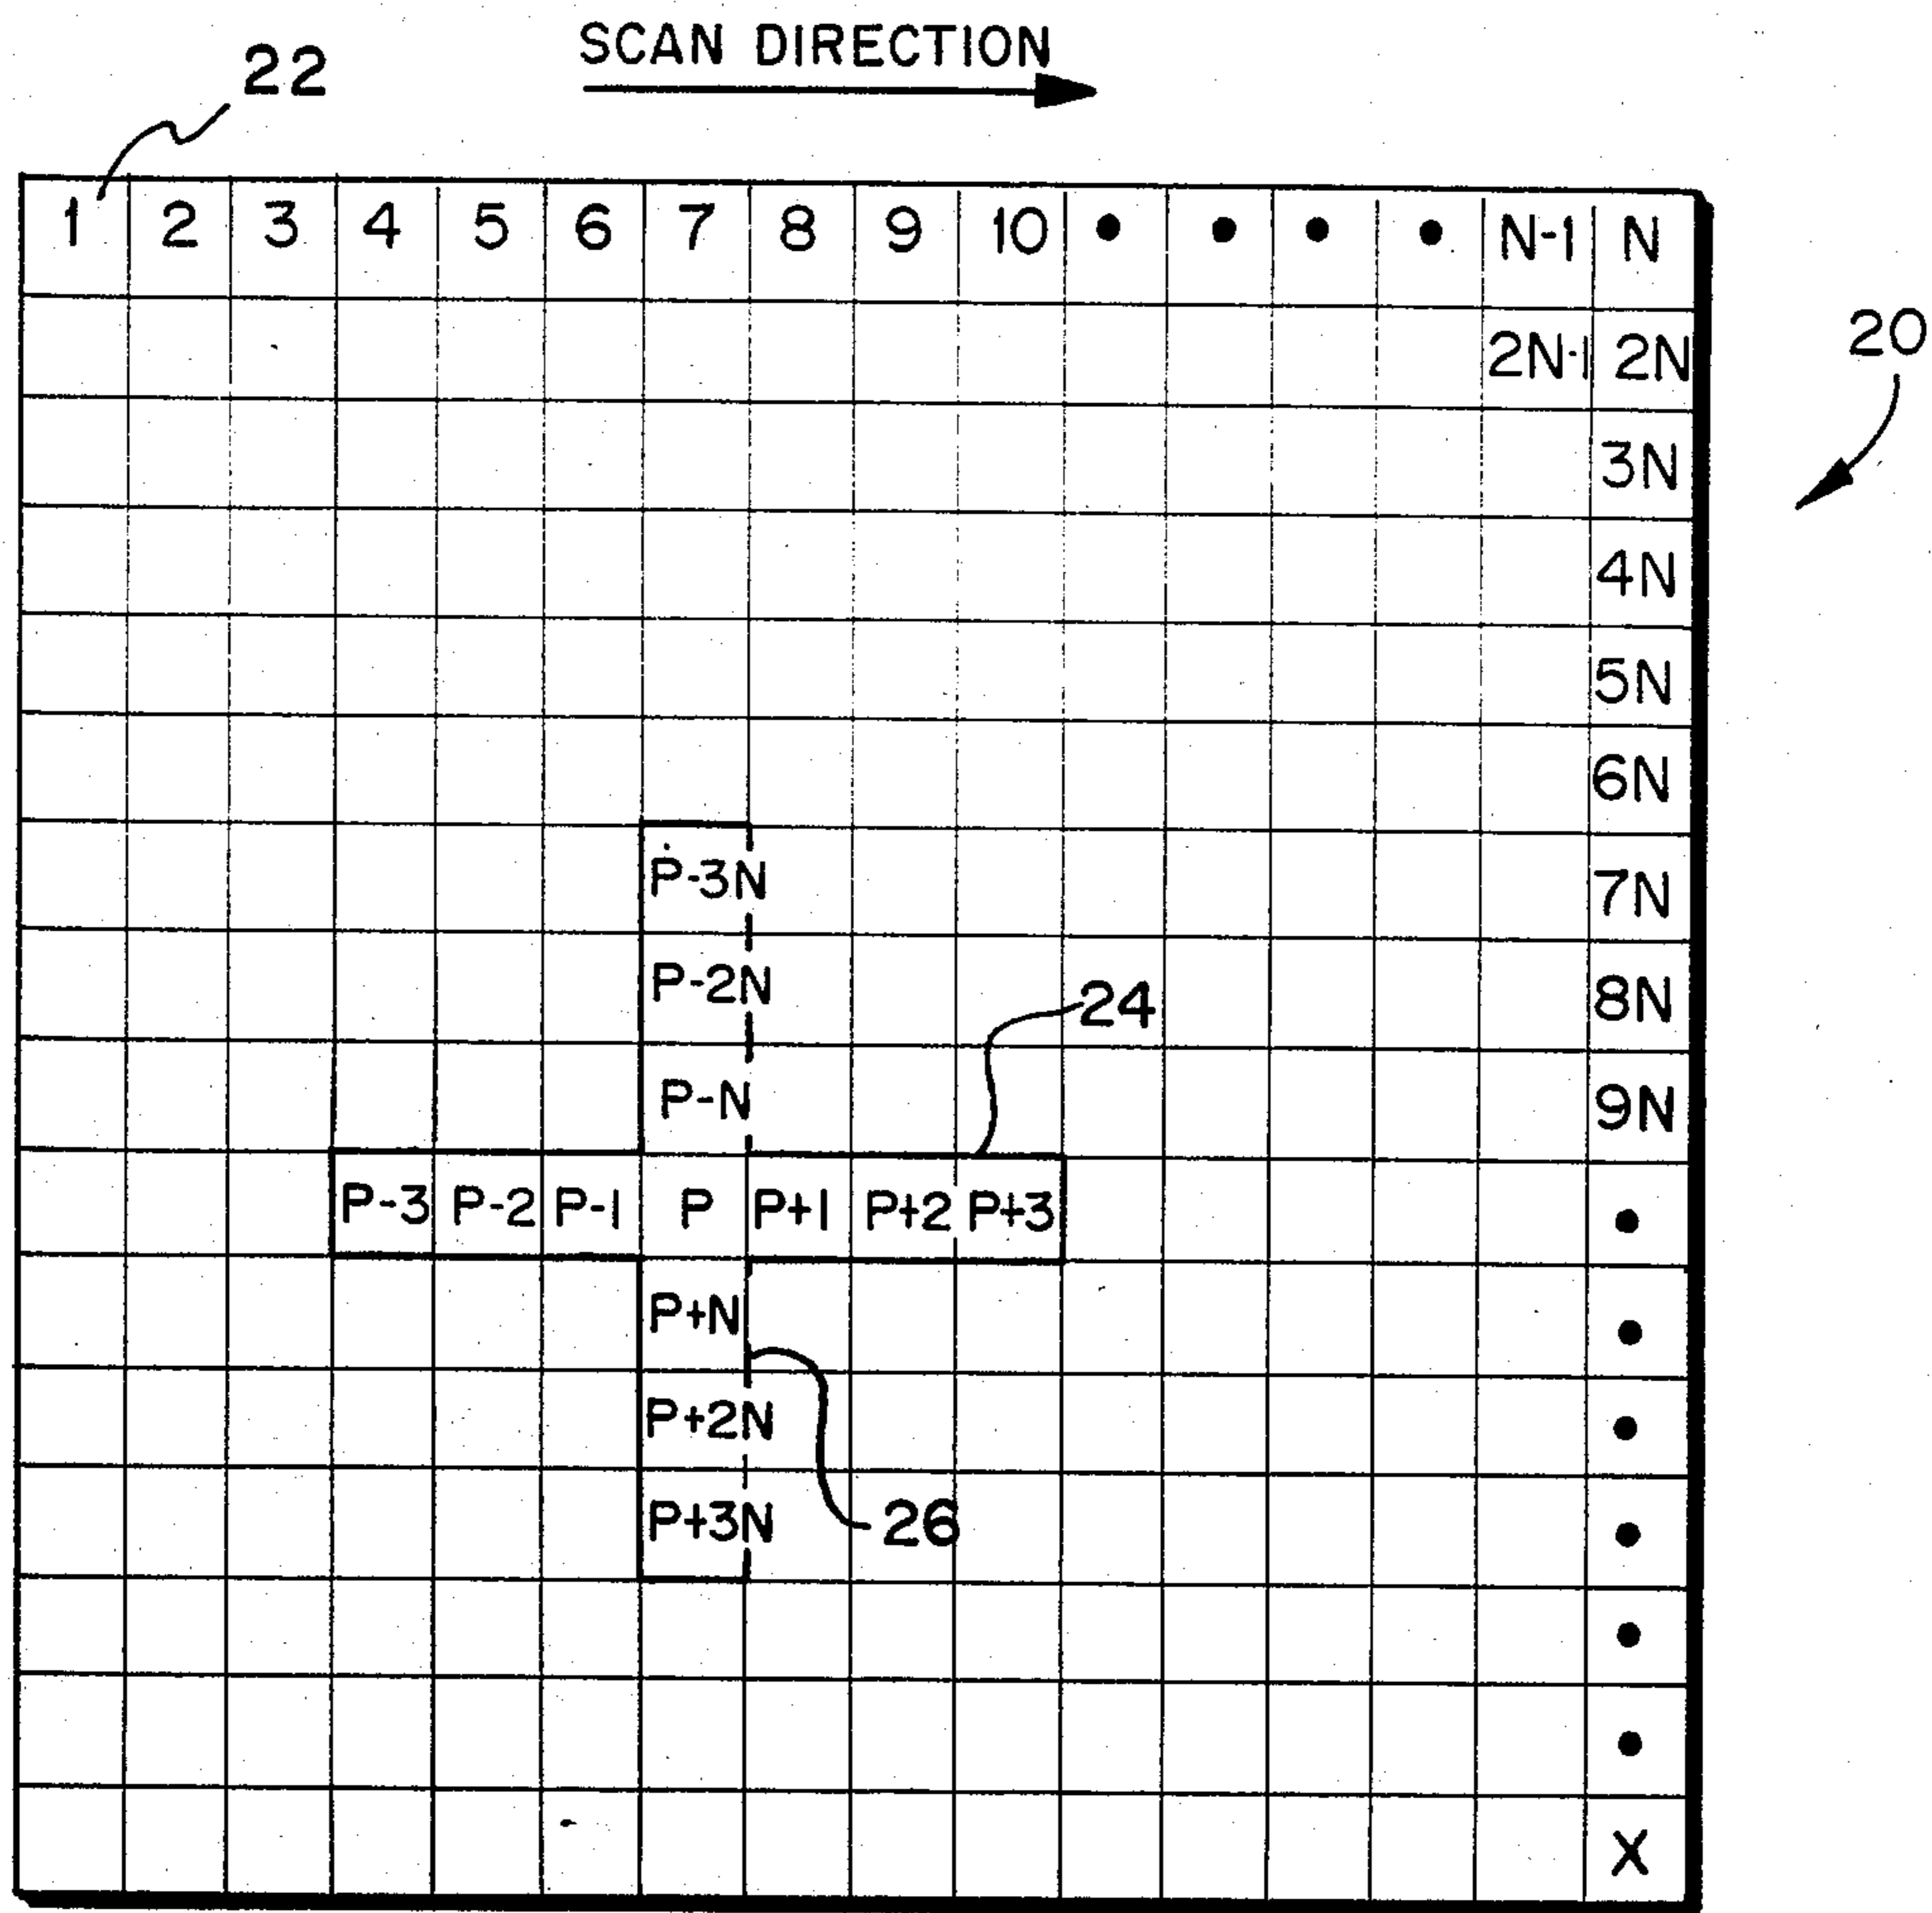 SCAN DIRECTION
22
1 2 3 4 5 6 7 8 9 10 • • • • N-1 N
20
2N-1 2N
3N
4N
5N
6N
P-3N 7N
P-2N 8N
24
P-N 9N
P-3 P-2 P-1 P P+1 P+2 P+3 •
P+N •
P+2N •
P+3N •
26
•
•
X